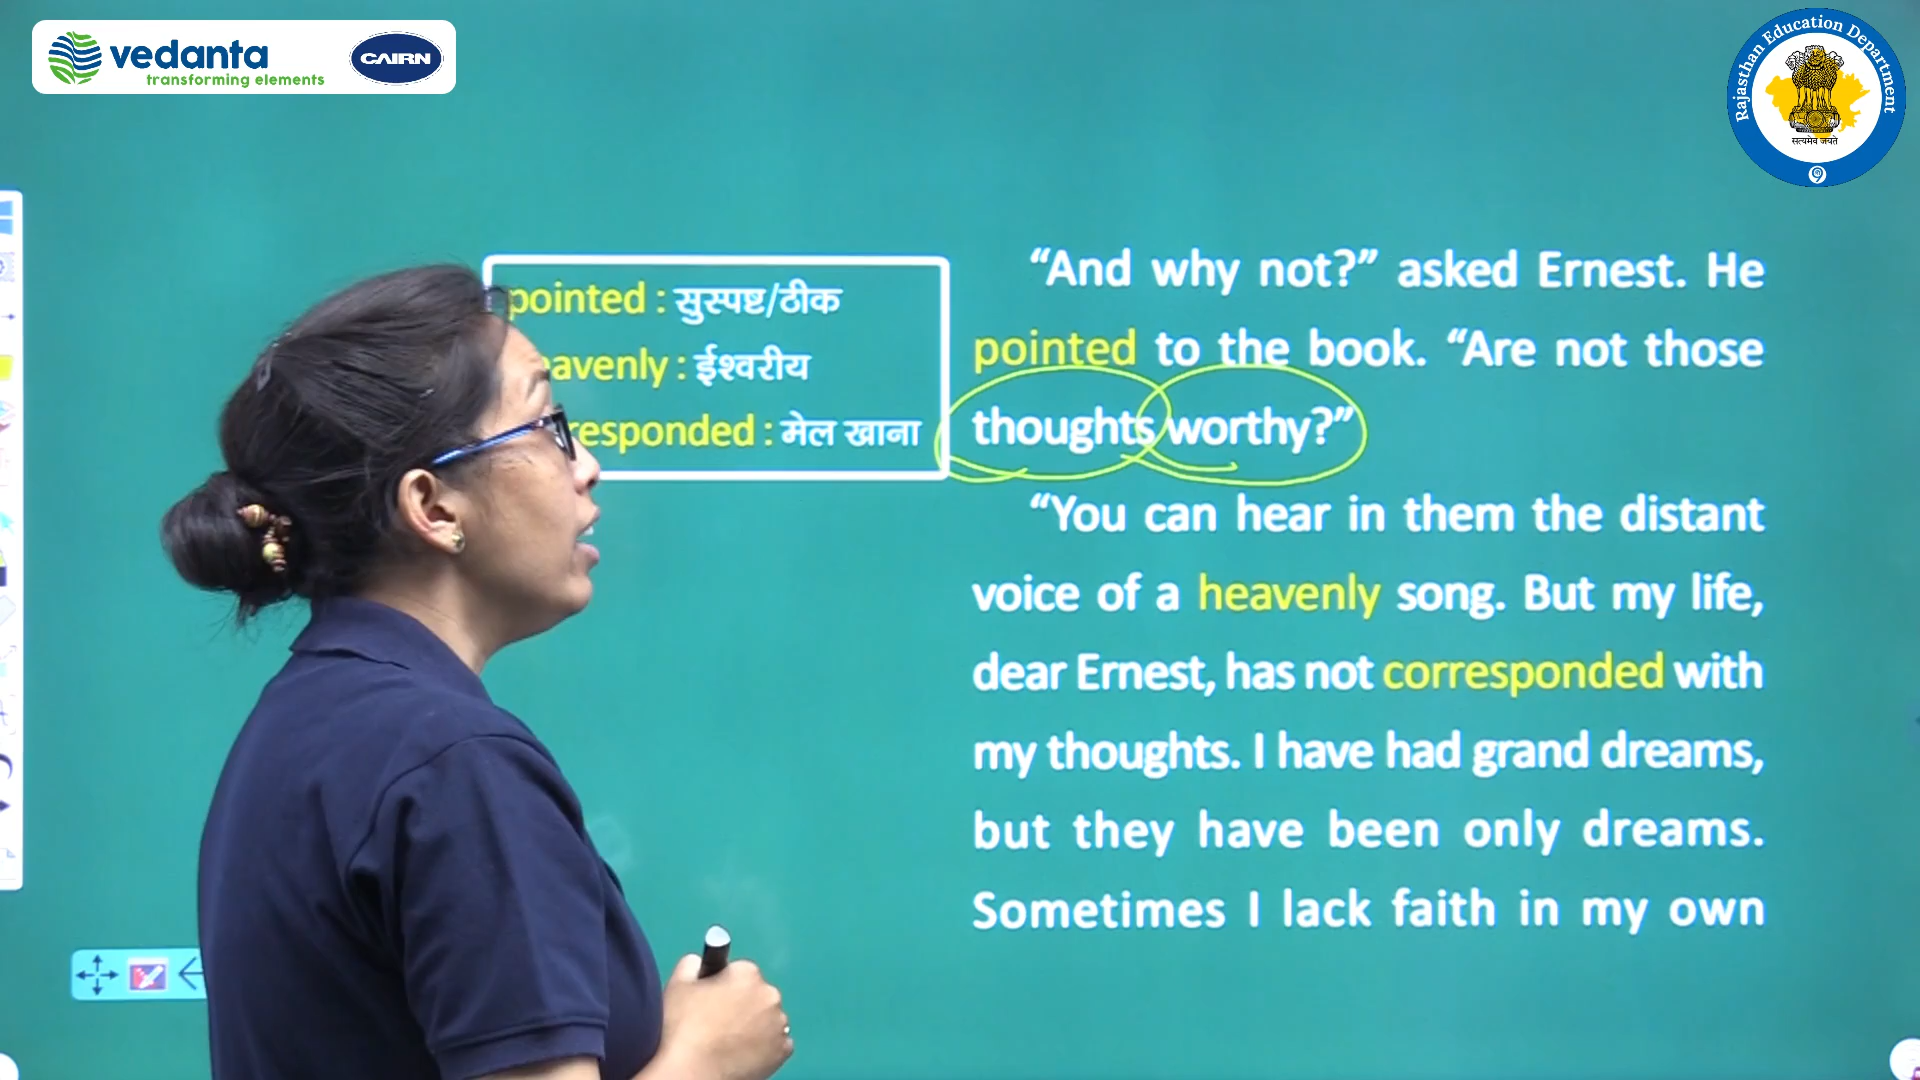 vedanta
transforming elements
CAIRN
Rajasthan Education Department
सत्यमेव जयते
pointed : सुस्पष्ट/ठीक
: ईश्वरीय
: मेल खाना
“And why not?” asked Ernest. He
pointed to the book. “Are not those
thoughts worthy?”
“You can hear in them the distant
voice of a heavenly song. But my life,
dear Ernest, has not corresponded with
my thoughts. I have had grand dreams,
but they have been only dreams.
Sometimes I lack faith in my own